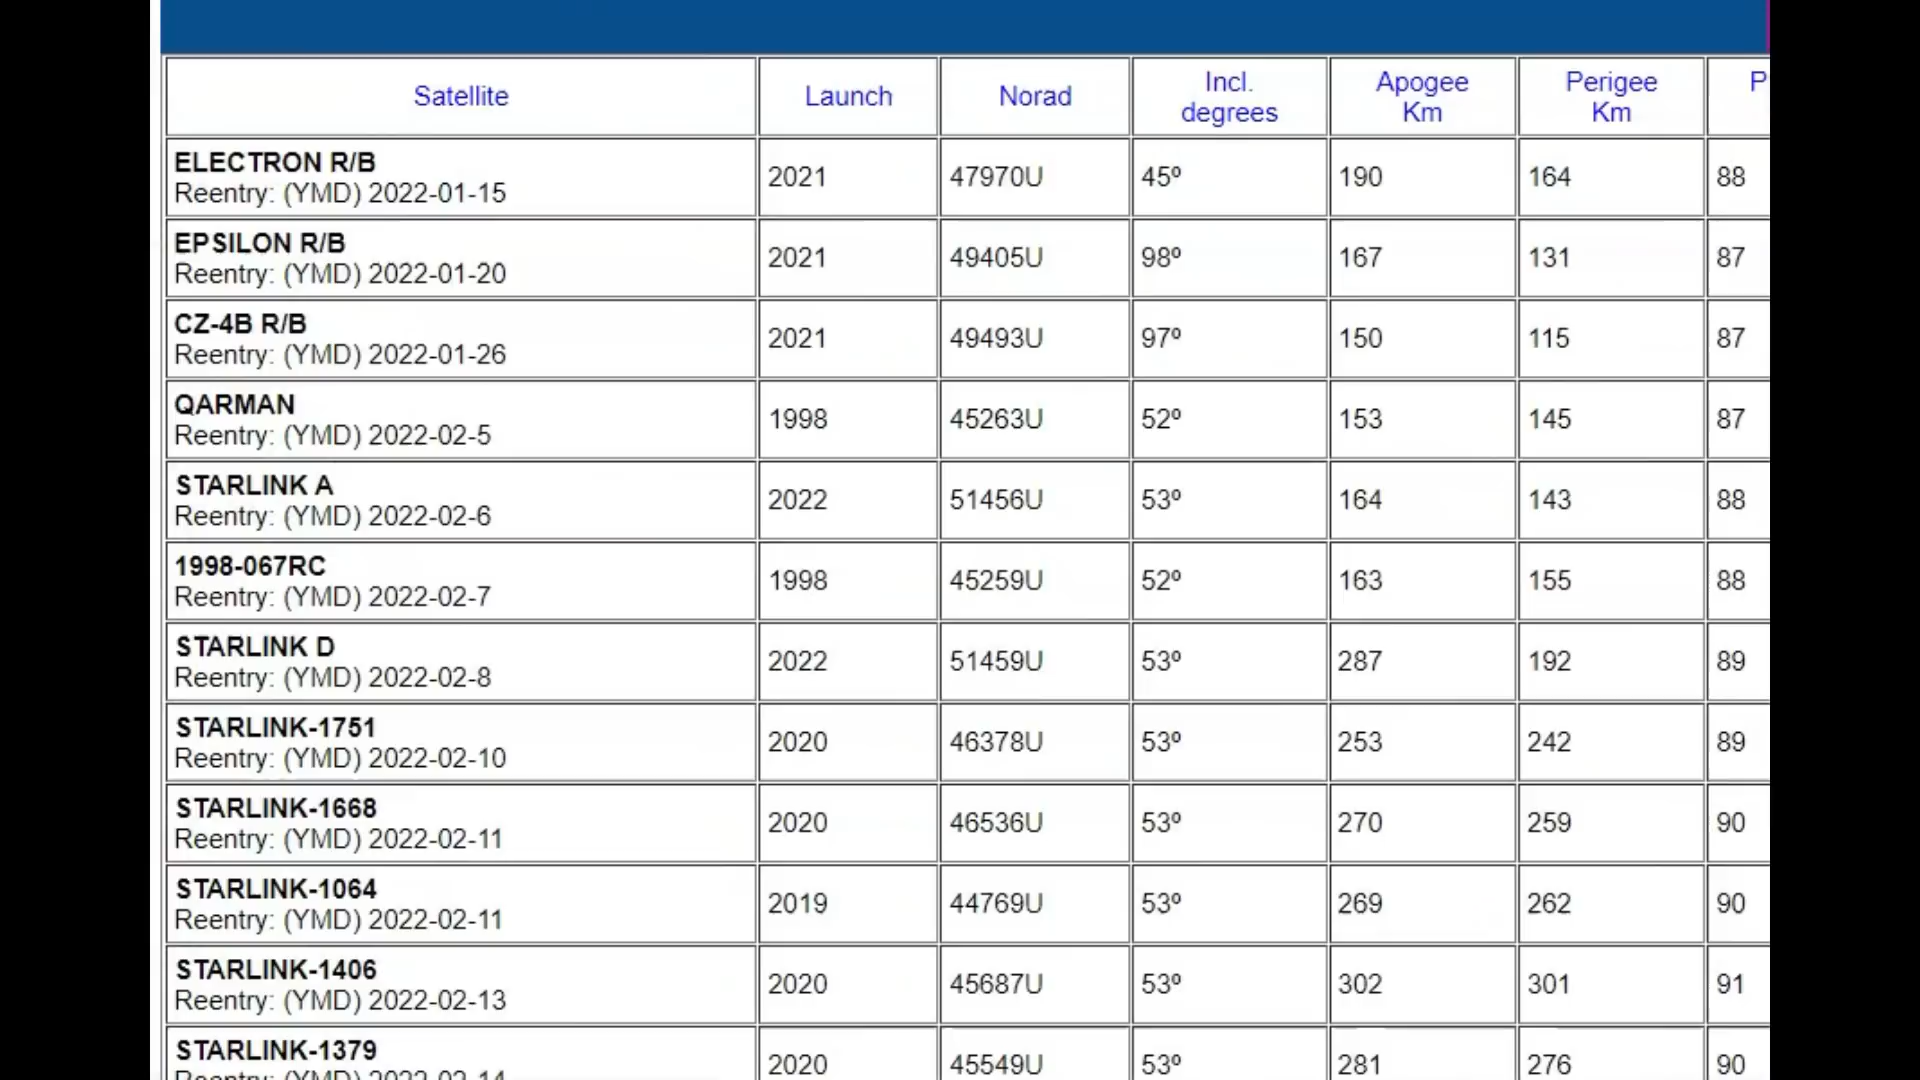 Satellite Launch Norad Incl. degrees Apogee Km Perigee Km P
ELECTRON R/B
Reentry: (YMD) 2022-01-15 2021 47970U 45º 190 164 88
EPSILON R/B
Reentry: (YMD) 2022-01-20 2021 49405U 98º 167 131 87
CZ-4B R/B
Reentry: (YMD) 2022-01-26 2021 49493U 97º 150 115 87
QARMAN
Reentry: (YMD) 2022-02-5 1998 45263U 52º 153 145 87
STARLINK A
Reentry: (YMD) 2022-02-6 2022 51456U 53º 164 143 88
1998-067RC
Reentry: (YMD) 2022-02-7 1998 45259U 52º 163 155 88
STARLINK D
Reentry: (YMD) 2022-02-8 2022 51459U 53º 287 192 89
STARLINK-1751
Reentry: (YMD) 2022-02-10 2020 46378U 53º 253 242 89
STARLINK-1668
Reentry: (YMD) 2022-02-11 2020 46536U 53º 270 259 90
STARLINK-1064
Reentry: (YMD) 2022-02-11 2019 44769U 53º 269 262 90
STARLINK-1406
Reentry: (YMD) 2022-02-13 2020 45687U 53º 302 301 91
STARLINK-1379
Reentry: (YMD) 2022-02-14 2020 45549U 53º 281 276 90